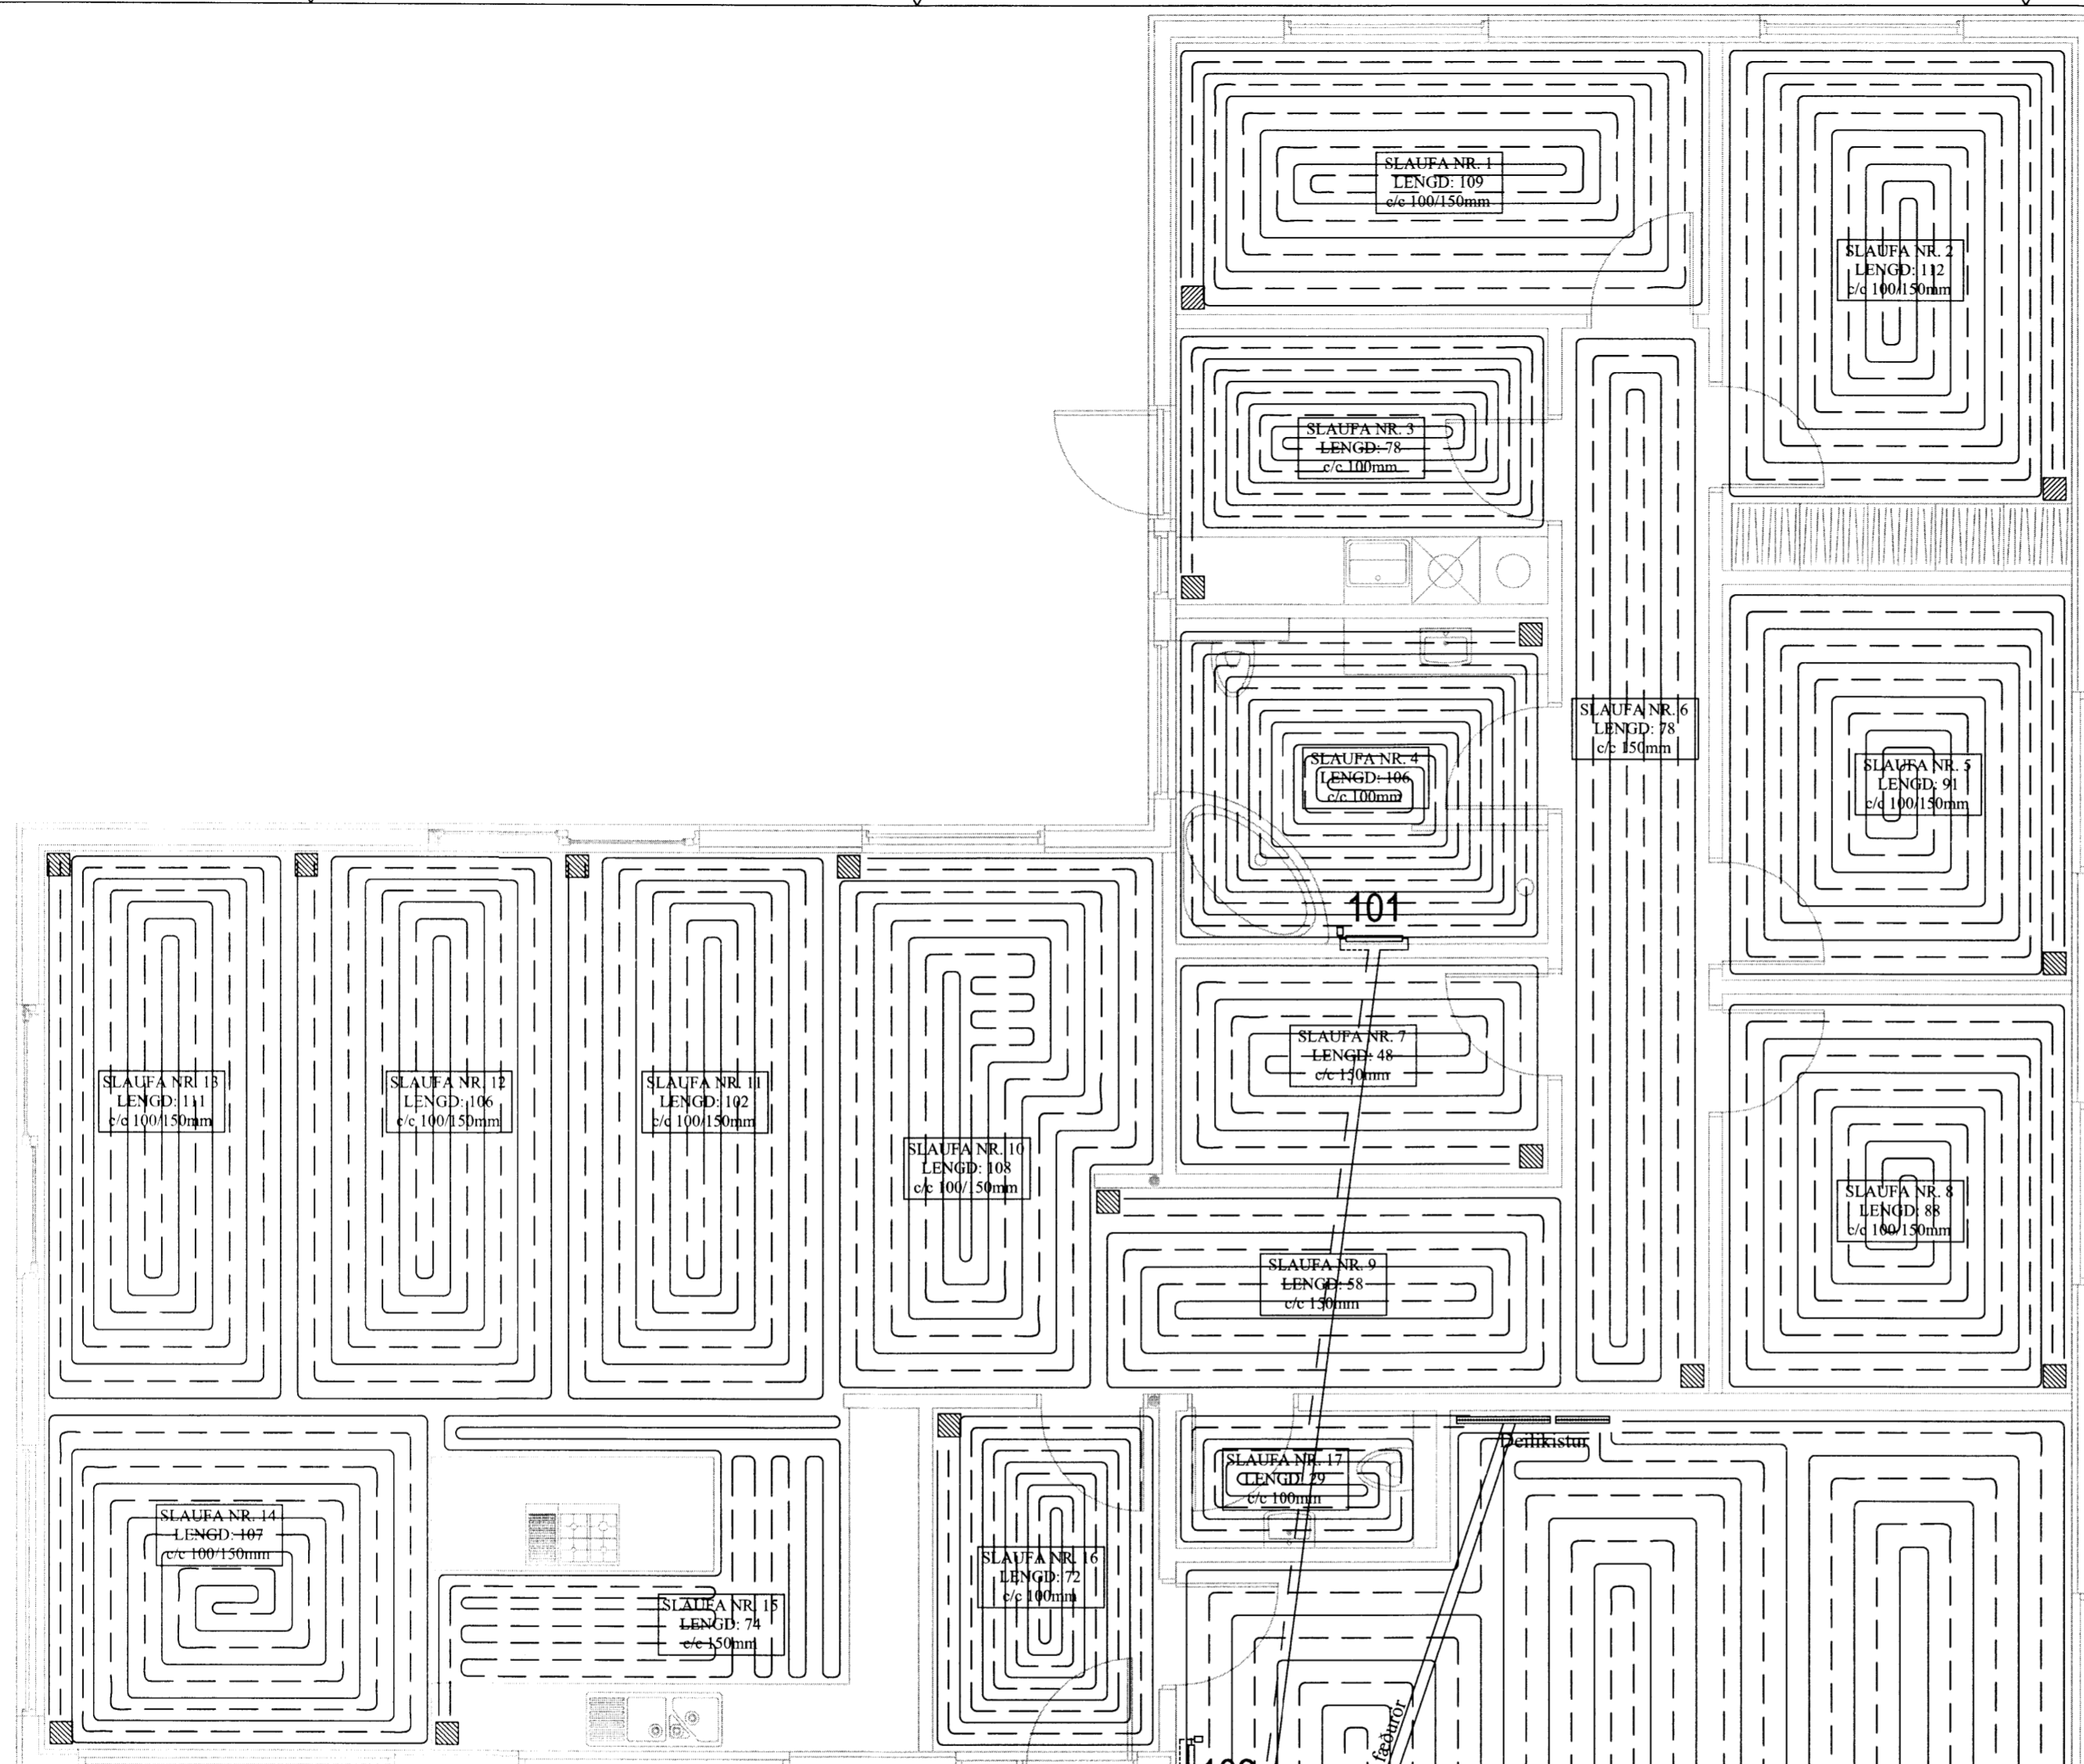 SLAUFA NR. 1
LENGD: 109
c/c 100/150mm
SLAUFA NR. 2
LENGD: 112
c/c 100/150mm
SLAUFA NR. 3
LENGD: 78
c/c 100mm
SLAUFA NR. 6
LENGD: 78
c/c 150mm
SLAUFA NR. 4
LENGD: 106
c/c 100mm
SLAUFA NR. 5
LENGD: 91
c/c 100/150mm
101
SLAUFA NR. 7
LENGD: 48
c/c 150mm
SLAUFA NR. 13
LENGD: 111
c/c 100/150mm
SLAUFA NR. 12
LENGD: 106
c/c 100/150mm
SLAUFA NR. 11
LENGD: 102
c/c 100/150mm
SLAUFA NR. 10
LENGD: 108
c/c 100/150mm
SLAUFA NR. 8
LENGD: 88
c/c 100/150mm
SLAUFA NR. 9
LENGD: 58
c/c 150mm
Deilikistur
SLAUFA NR. 17
LENGD: 29
c/c 100mm
SLAUFA NR. 14
LENGD: 107
c/c 100/150mm
SLAUFA NR. 16
LENGD: 72
c/c 100mm
SLAUFA NR. 15
LENGD: 74
c/c 150mm